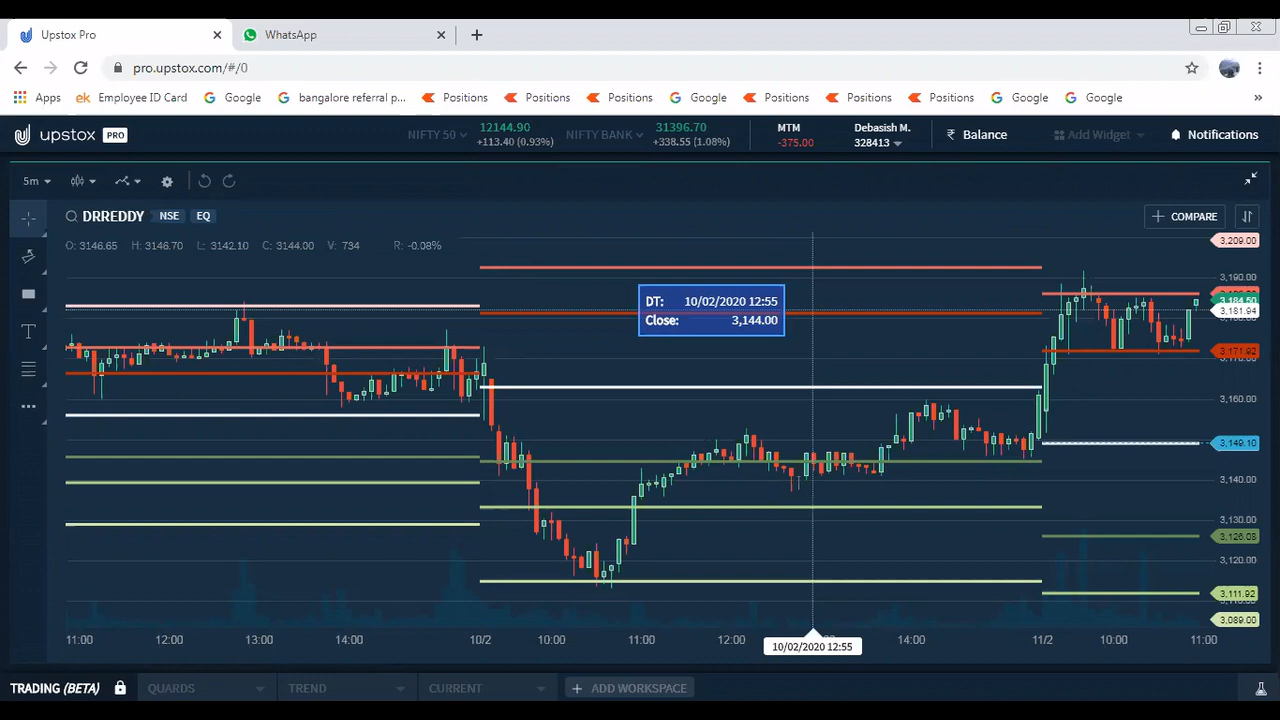 Upstox Pro
WhatsApp
pro.upstox.com/#/0
Apps
ek Employee ID Card
Google
bangalore referral p...
Positions
Positions
Positions
Google
Positions
Positions
Positions
Google
Google
»
upstox PRO
NIFTY 50
12144.90
+113.40 (0.93%)
NIFTY BANK
31396.70
+338.55 (1.08%)
MTM
-375.00
Debasish M.
328413
₹ Balance
Add Widget
Notifications
5m
DRREDDY NSE EQ
COMPARE
O: 3146.65 H: 3146.70 L: 3142.10 C: 3144.00 V: 734 R: -0.08%
DT: 10/02/2020 12:55
Close: 3,144.00
T
3,209.00
3,190.00
3,184.50
3,181.94
3,171.92
3,160.00
3,149.10
3,140.00
3,130.00
3,126.08
3,120.00
3,111.92
3,089.00
11:00 12:00 13:00 14:00 10/2 10:00 11:00 12:00 14:00 11/2 10:00 11:00
10/02/2020 12:55
TRADING (BETA)
QUARDS
TREND
CURRENT
+ ADD WORKSPACE